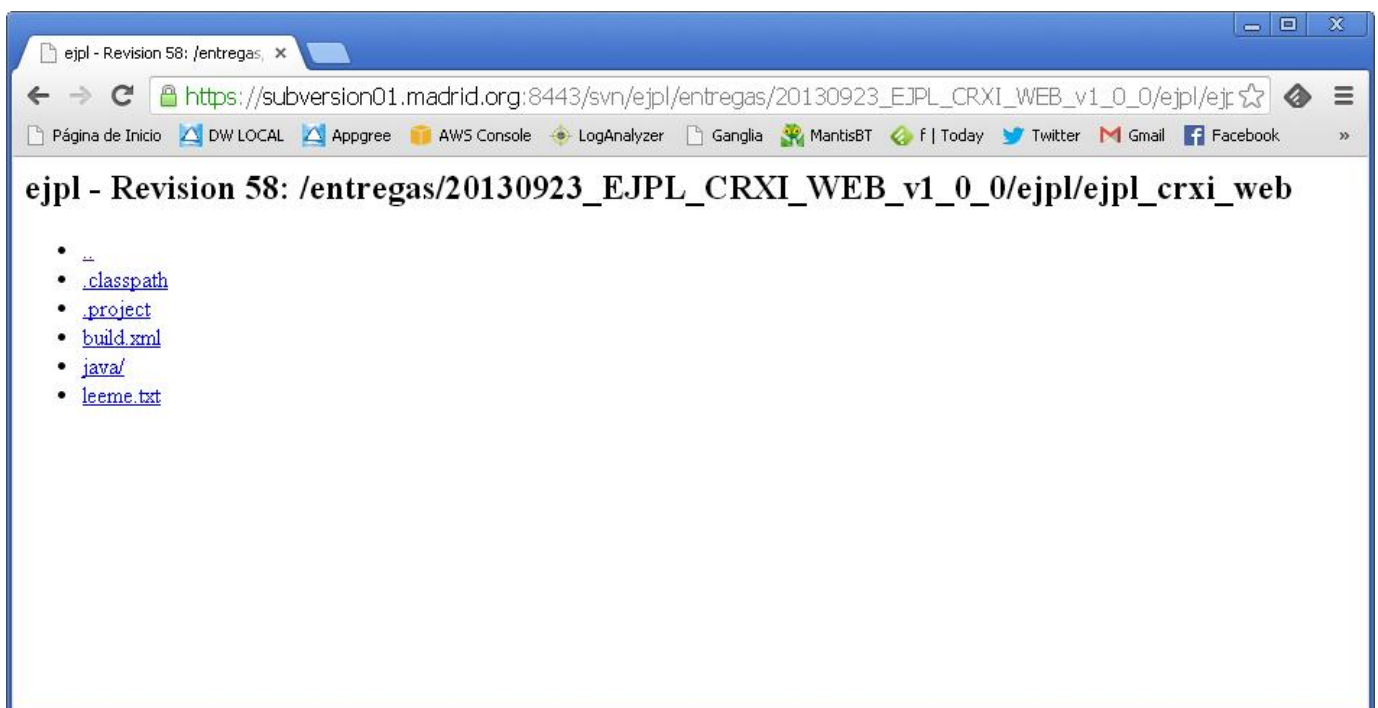 ejpl - Revision 58: /entregas,
https://subversion01.madrid.org:8443/svn/ejpl/entregas/20130923_EJPL_CRXI_WEB_v1_0_0/ejpl/ejp
Página de Inicio DW LOCAL Appgree AWS Console LogAnalyzer Ganglia MantisBT f | Today Twitter Gmail Facebook »
ejpl - Revision 58: /entregas/20130923_EJPL_CRXI_WEB_v1_0_0/ejpl/ejpl_crxi_web
..
.classpath
.project
build.xml
java/
leeme.txt